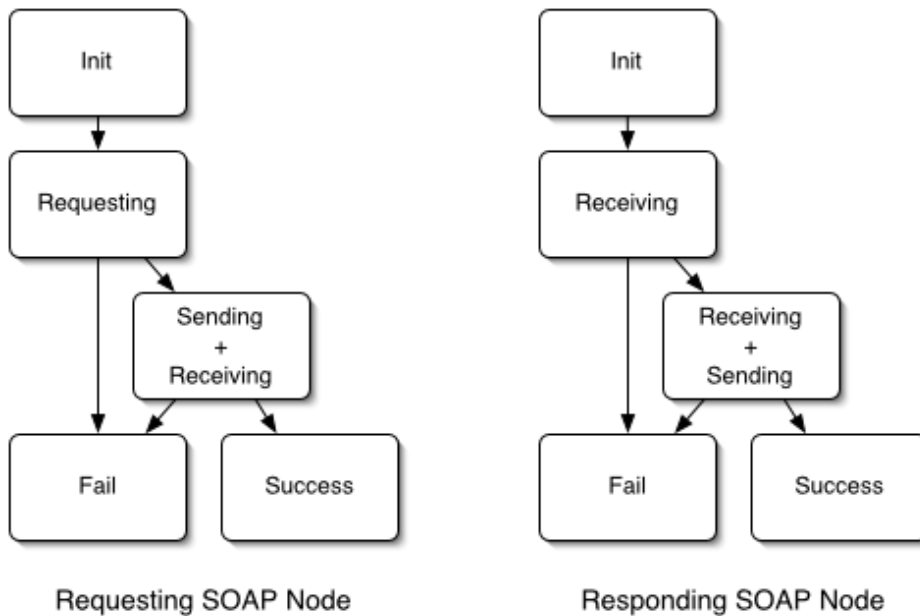 Init
Requesting
Sending
+
Receiving
Fail
Success
Requesting SOAP Node
Init
Receiving
Receiving
+
Sending
Fail
Success
Responding SOAP Node